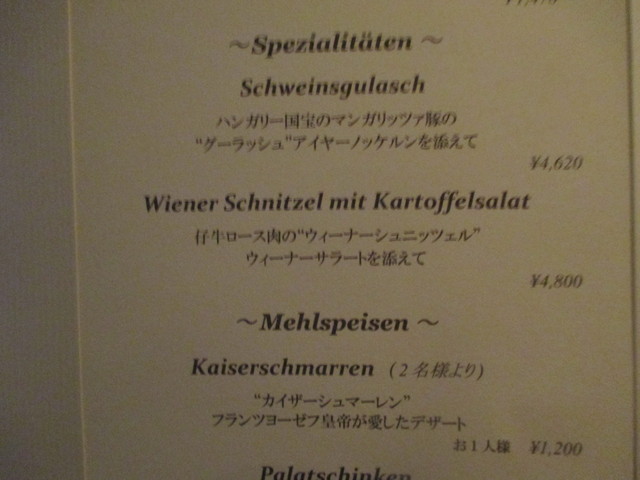 ～Spezialitäten ～
Schweinsgulasch
ハンガリー国宝のマンガリッツァ豚の
“グーラッシュ”アイヤーノッケルンを添えて
¥4,620
Wiener Schnitzel mit Kartoffelsalat
仔牛ロース肉の“ウィーナーシュニッツェル”
ウィーナーサラートを添えて
¥4,800
～Mehlspeisen ～
Kaiserschmarren （2名様より）
“カイザーシュマーレン”
フランツヨーゼフ皇帝が愛したデザート
お1人様 ¥1,200
Palatschinken